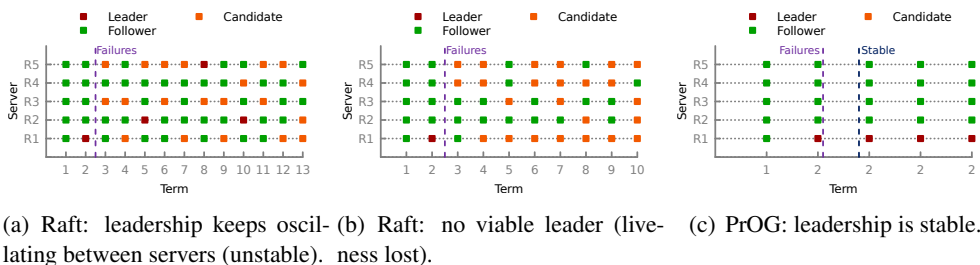 Leader Candidate
Follower
Failures
R5
R4
R3
R2
R1
Server
1 2 3 4 5 6 7 8 9 10 11 12 13
Term
(a) Raft: leadership keeps oscil-
lating between servers (unstable).
Leader Candidate
Follower
Failures
R5
R4
R3
R2
R1
Server
1 2 3 4 5 6 7 8 9 10
Term
(b) Raft: no viable leader (live-
ness lost).
Leader Candidate
Follower
Failures Stable
R5
R4
R3
R2
R1
Server
1 2 2 2 2
Term
(c) PrOG: leadership is stable.